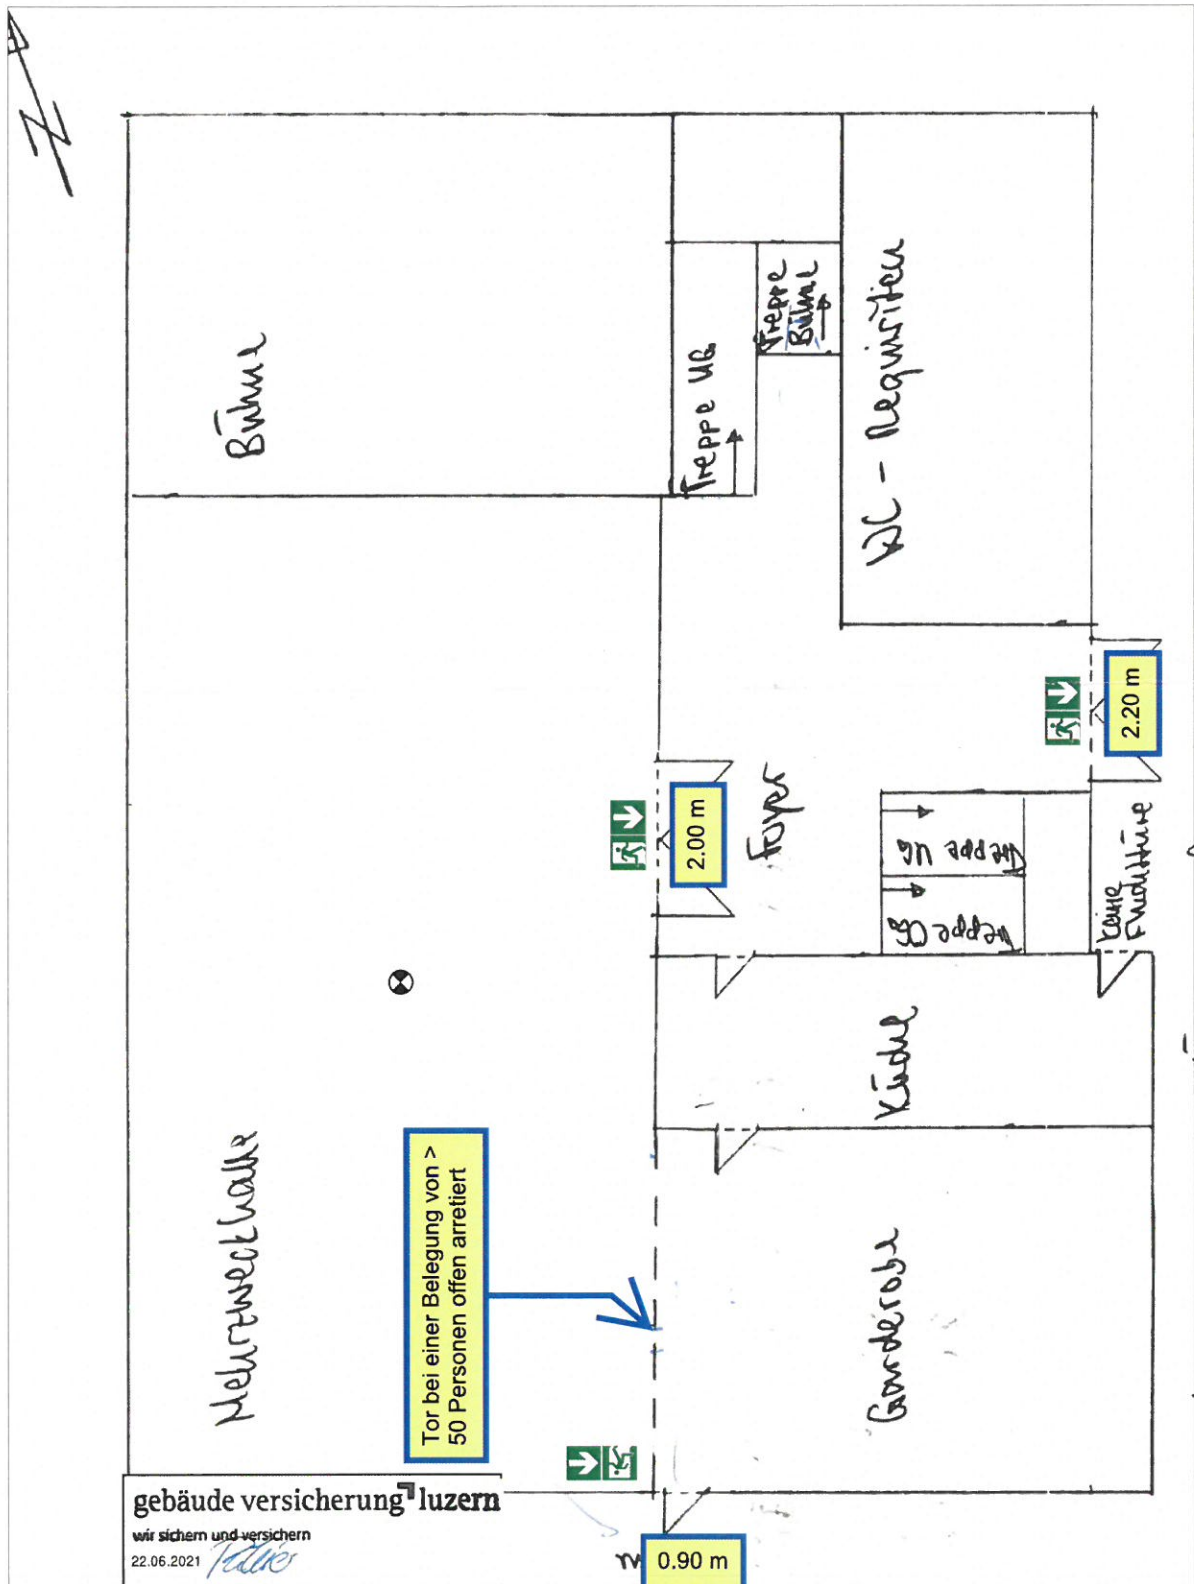 Bühne
Treppe UG
Treppe
Bühne
WC - Requisiten
2.20 m
2.00 m
Foyer
Treppe UG
Treppe OG
keine
Fluchttüre
Küche
Mehrzweckhalle
Tor bei einer Belegung von >
50 Personen offen arretiert
Garderobe
gebäude versicherung luzern
wir sichern und versichern
22.06.2021
0.90 m